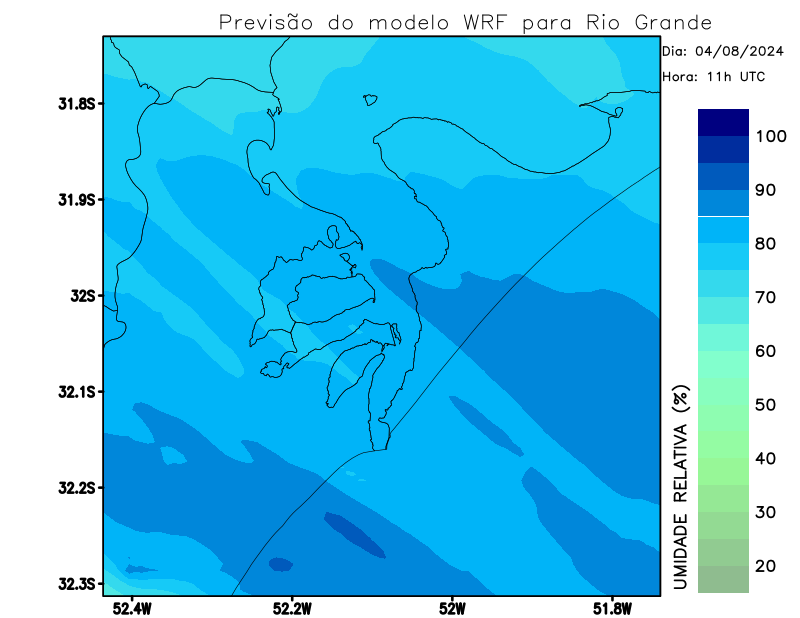 Previsão do modelo WRF para Rio Grande
Dia: 04/08/2024
Hora: 11h UTC
31.8S
31.9S
32S
32.1S
32.2S
32.3S
52.4W
52.2W
52W
51.8W
100
90
80
70
60
50
40
30
20
UMIDADE RELATIVA (%)